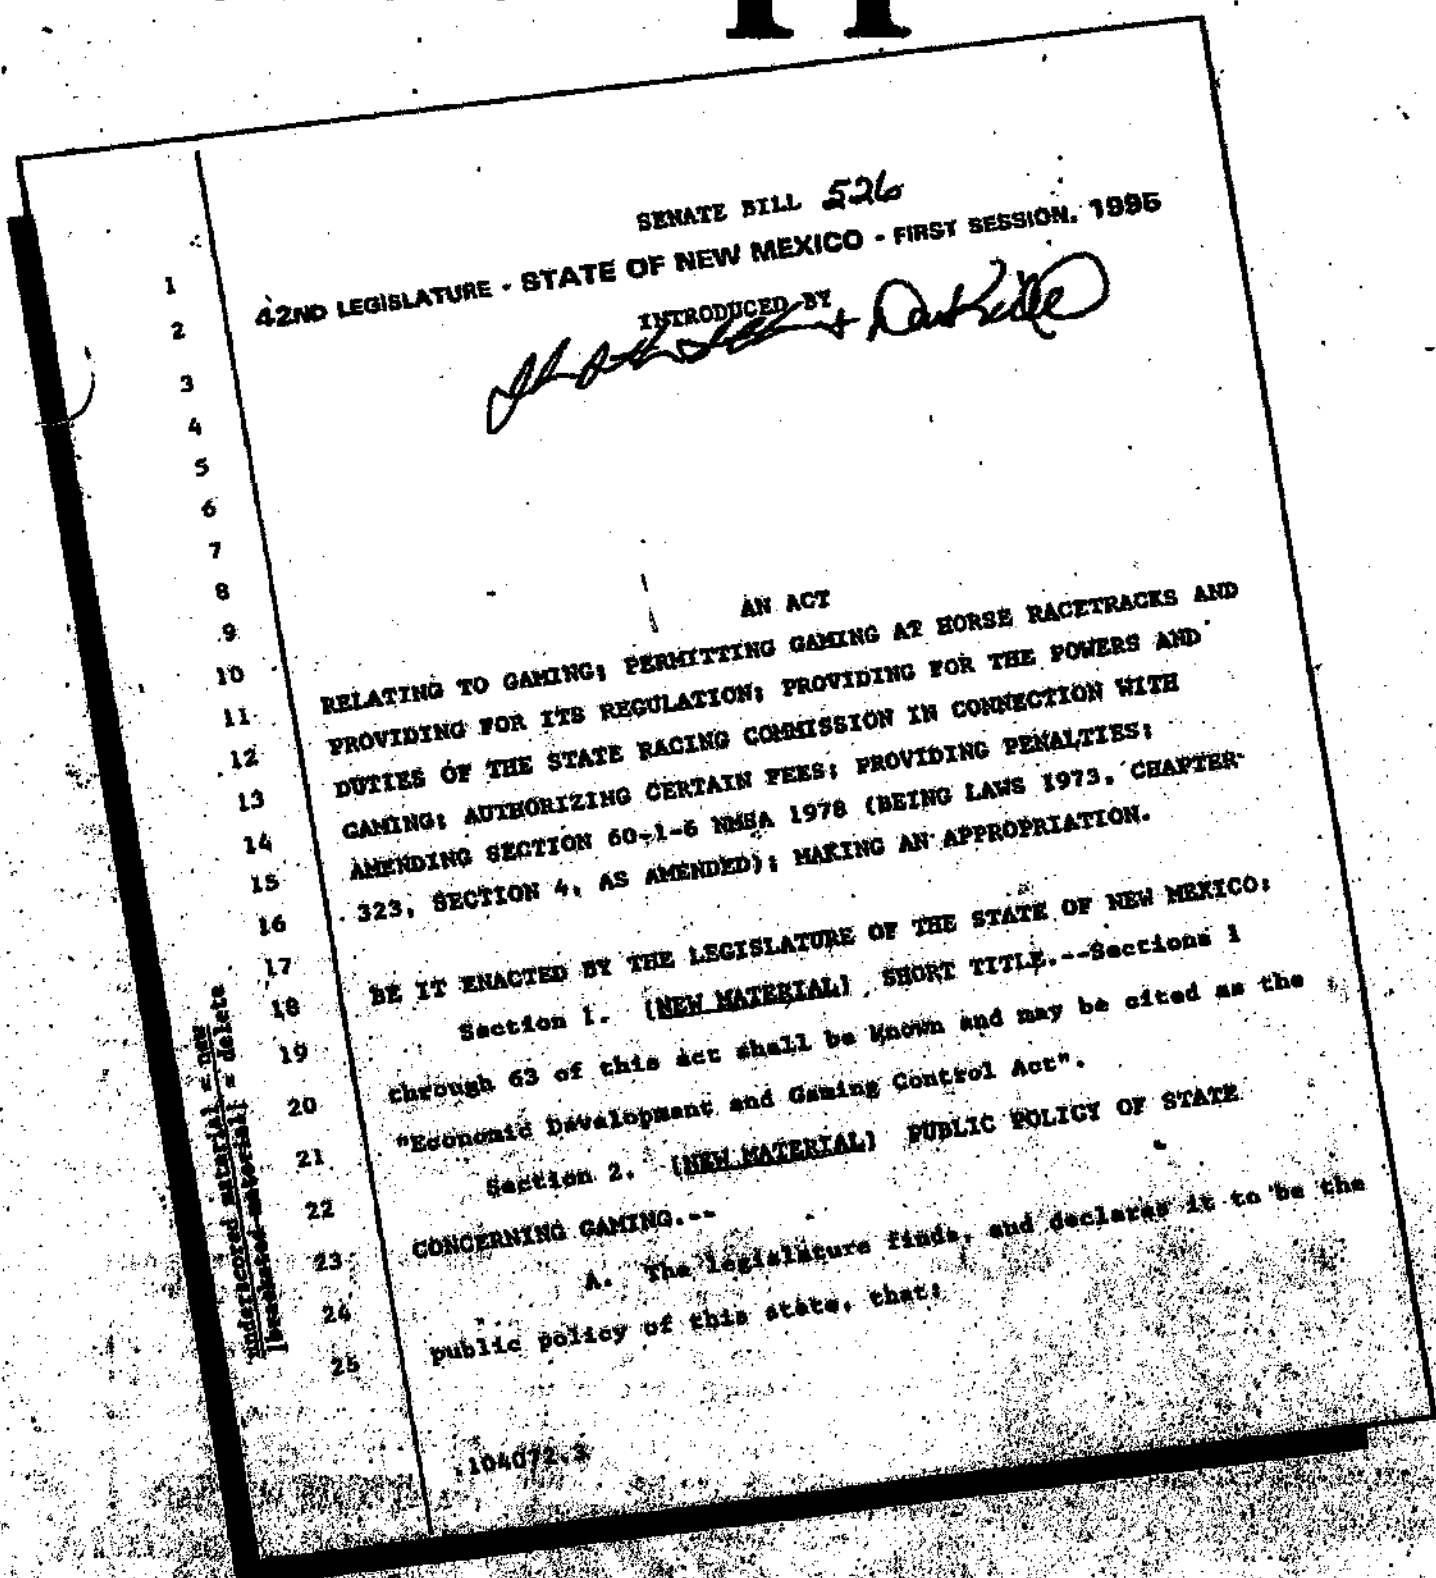 SENATE BILL 526
42ND LEGISLATURE - STATE OF NEW MEXICO - FIRST SESSION, 1995
INTRODUCED BY
1
2
3
4
5
6
7
8
9
10
11
12
13
14
15
16
17
18
19
20
21
22
23
24
25
AN ACT
RELATING TO GAMING; PERMITTING GAMING AT HORSE RACETRACKS AND
PROVIDING FOR ITS REGULATION; PROVIDING FOR THE POWERS AND
DUTIES OF THE STATE RACING COMMISSION IN CONNECTION WITH
GAMING; AUTHORIZING CERTAIN FEES; PROVIDING PENALTIES;
AMENDING SECTION 60-1-6 NMSA 1978 (BEING LAWS 1973, CHAPTER
323, SECTION 4, AS AMENDED); MAKING AN APPROPRIATION.
BE IT ENACTED BY THE LEGISLATURE OF THE STATE OF NEW MEXICO:
Section 1. [NEW MATERIAL] SHORT TITLE.--Sections 1
through 63 of this act shall be known and may be cited as the
"Economic Development and Gaming Control Act".
Section 2. [NEW MATERIAL] PUBLIC POLICY OF STATE
CONCERNING GAMING.--
A. The legislature finds, and declares it to be the
public policy of this state, that:
underscored material = new
[bracketed material] = delete
.104072.3